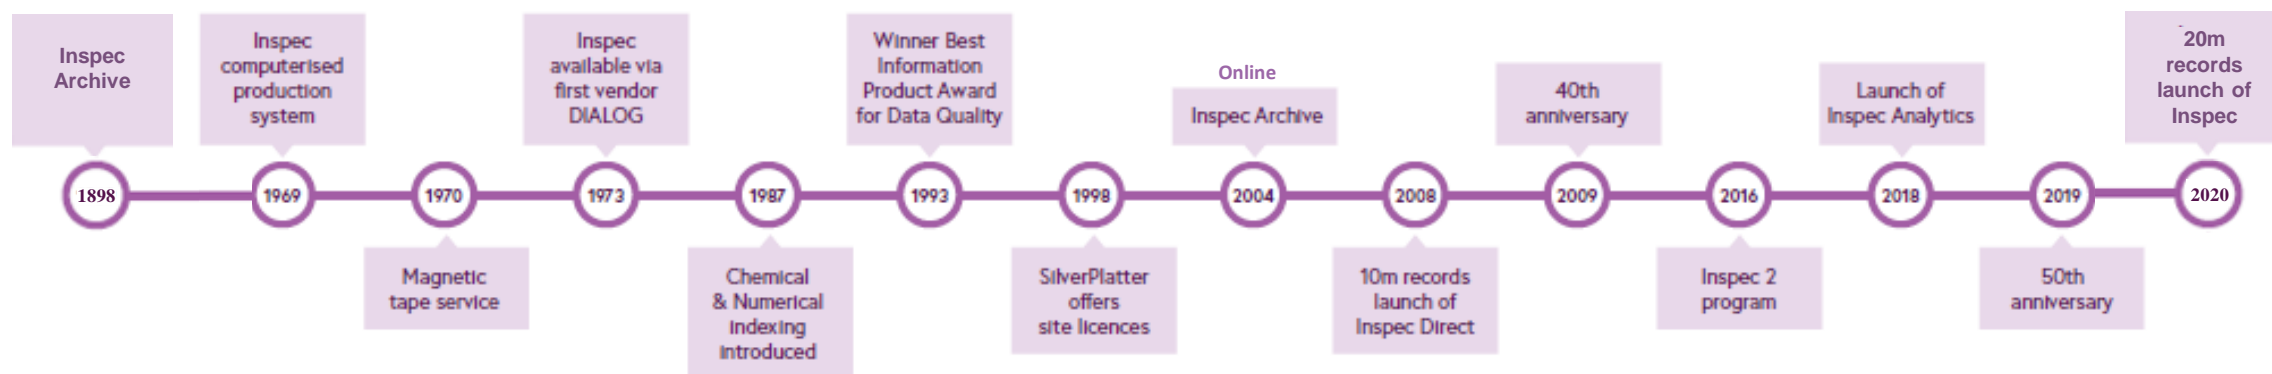 Inspec
Archive
1898
Inspec
computerised
production
system
1969
1970
Magnetic
tape service
Inspec
available via
first vendor
DIALOG
1973
1987
Chemical
& Numerical
indexing
introduced
Winner Best
Information
Product Award
for Data Quality
1993
1998
SilverPlatter
offers
site licences
Online
Inspec Archive
2004
2008
10m records
launch of
Inspec Direct
40th
anniversary
2009
2016
Inspec 2
program
Launch of
Inspec Analytics
2018
2019
50th
anniversary
20m
records
launch of
Inspec
2020